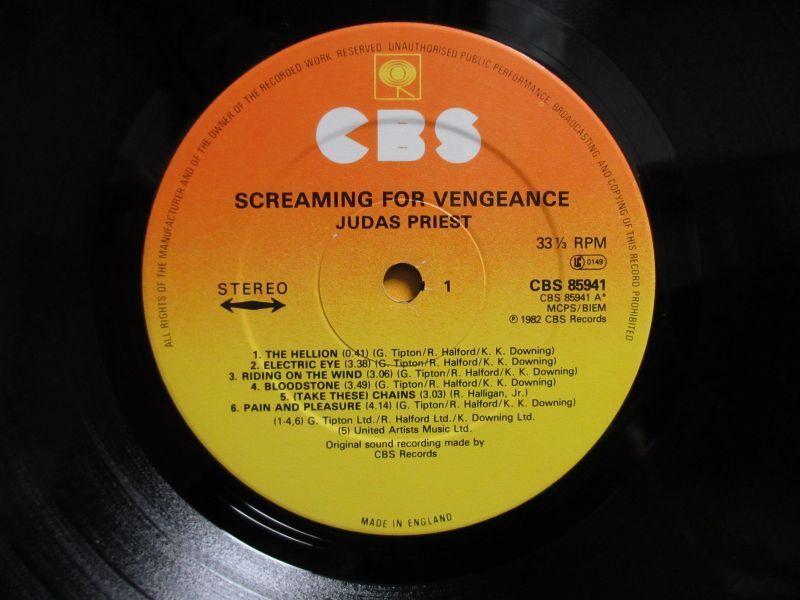 ALL RIGHTS OF THE MANUFACTURER AND OF THE OWNER OF THE RECORDED WORK RESERVED UNAUTHORISED PUBLIC PERFORMANCE, BROADCASTING AND COPYING OF THIS RECORD PROHIBITED
CBS
SCREAMING FOR VENGEANCE
JUDAS PRIEST
33⅓ RPM
LC 0149
STEREO
1
CBS 85941
CBS 85941 A*
MCPS/BIEM
℗ 1982 CBS Records
1. THE HELLION (0.41) (G. Tipton/R. Halford/K. K. Downing)
2. ELECTRIC EYE (3.38) (G. Tipton/R. Halford/K. K. Downing)
3. RIDING ON THE WIND (3.06) (G. Tipton/R. Halford/K. K. Downing)
4. BLOODSTONE (3.49) (G. Tipton/R. Halford/K. K. Downing)
5. (TAKE THESE) CHAINS (3.03) (R. Halligan, Jr.)
6. PAIN AND PLEASURE (4.14) (G. Tipton/R. Halford/K. K. Downing)
(1-4,6) G. Tipton Ltd./R. Halford Ltd./K. Downing Ltd.
(5) United Artists Music Ltd.
Original sound recording made by
CBS Records
MADE IN ENGLAND